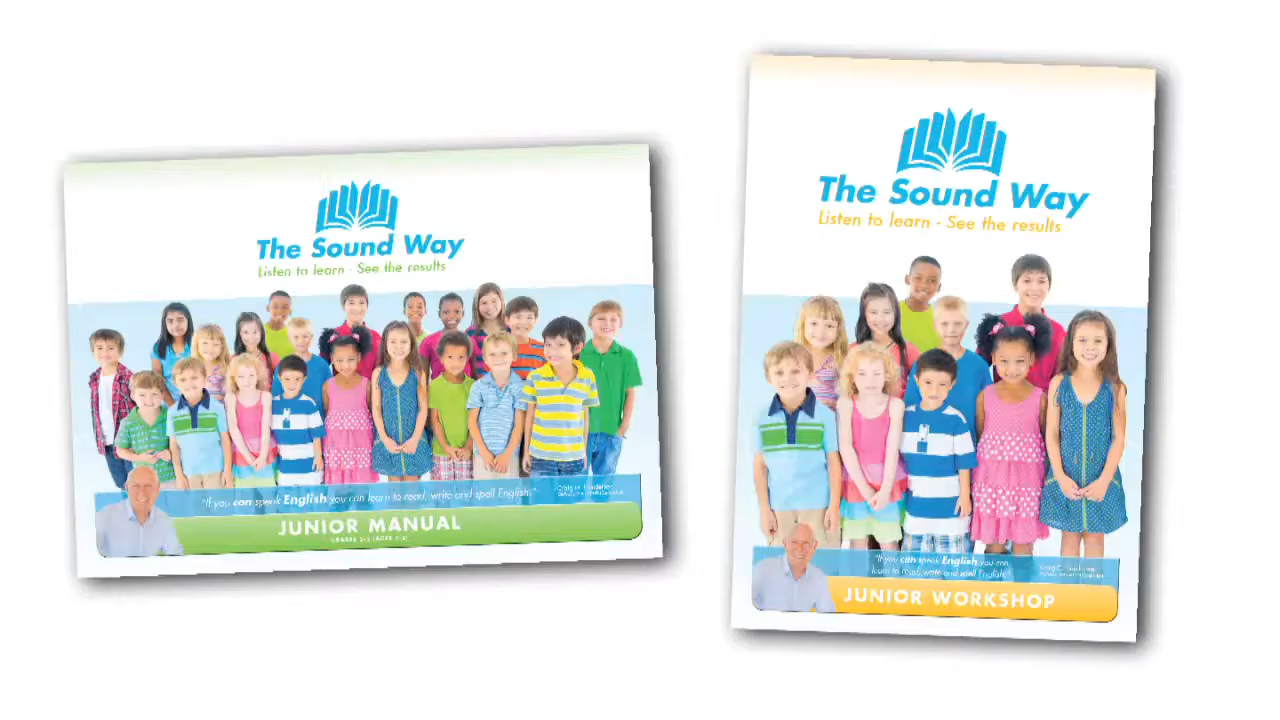 The Sound Way
Listen to learn - See the results
"If you can speak English you can learn to read, write and spell English."
JUNIOR MANUAL
The Sound Way
Listen to learn - See the results
"If you can speak English you can
learn to read, write and spell English"
JUNIOR WORKSHOP